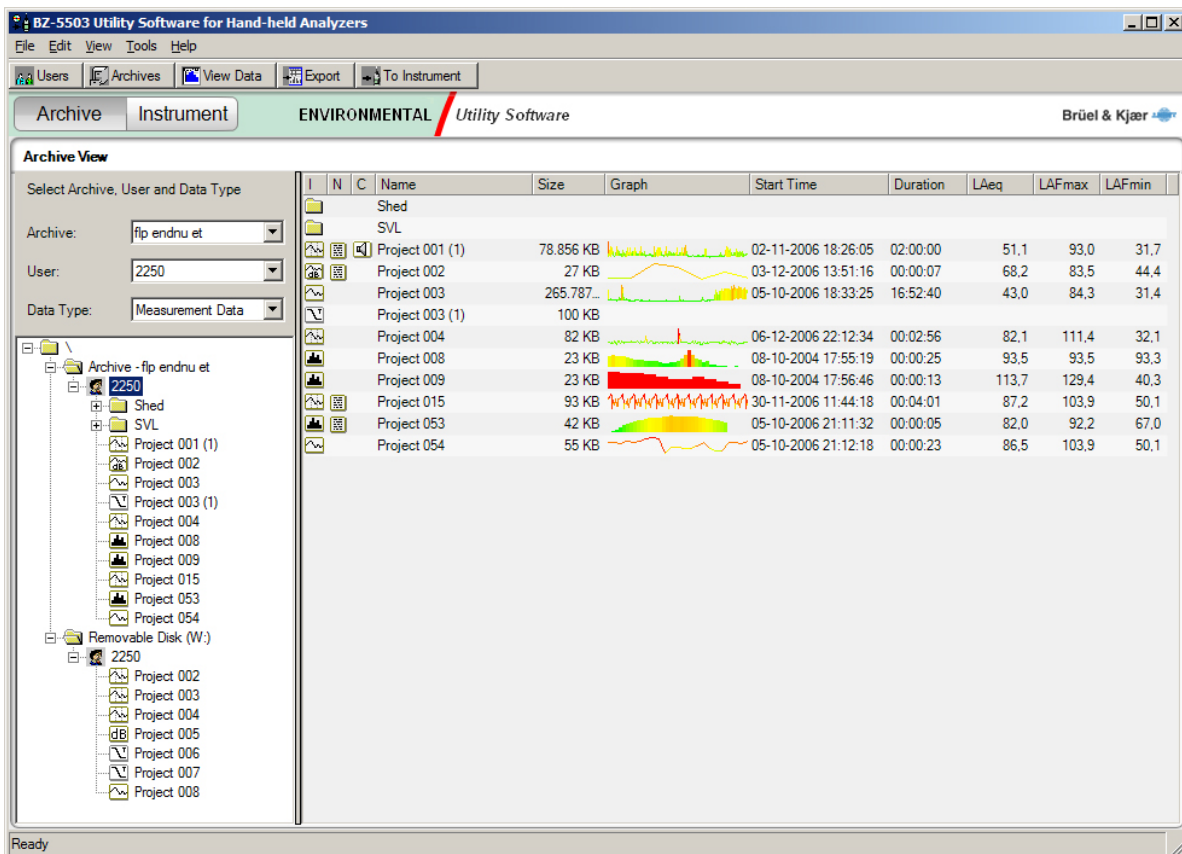 BZ-5503 Utility Software for Hand-held Analyzers
File Edit View Tools Help
Users Archives View Data Export To Instrument
Archive Instrument ENVIRONMENTAL Utility Software Brüel & Kjær
Archive View
Select Archive, User and Data Type
Archive: flp endnu et
User: 2250
Data Type: Measurement Data
\
Archive - flp endnu et
2250
Shed
SVL
Project 001 (1)
Project 002
Project 003
Project 003 (1)
Project 004
Project 008
Project 009
Project 015
Project 053
Project 054
Removable Disk (W:)
2250
Project 002
Project 003
Project 004
dB Project 005
Project 006
Project 007
Project 008
I N C Name Size Graph Start Time Duration LAeq LAFmax LAFmin
Shed
SVL
Project 001 (1) 78.856 KB 02-11-2006 18:26:05 02:00:00 51,1 93,0 31,7
Project 002 27 KB 03-12-2006 13:51:16 00:00:07 68,2 83,5 44,4
Project 003 265.787... 05-10-2006 18:33:25 16:52:40 43,0 84,3 31,4
Project 003 (1) 100 KB
Project 004 82 KB 06-12-2006 22:12:34 00:02:56 82,1 111,4 32,1
Project 008 23 KB 08-10-2004 17:55:19 00:00:25 93,5 93,5 93,3
Project 009 23 KB 08-10-2004 17:56:46 00:00:13 113,7 129,4 40,3
Project 015 93 KB 30-11-2006 11:44:18 00:04:01 87,2 103,9 50,1
Project 053 42 KB 05-10-2006 21:11:32 00:00:05 82,0 92,2 67,0
Project 054 55 KB 05-10-2006 21:12:18 00:00:23 86,5 103,9 50,1
Ready